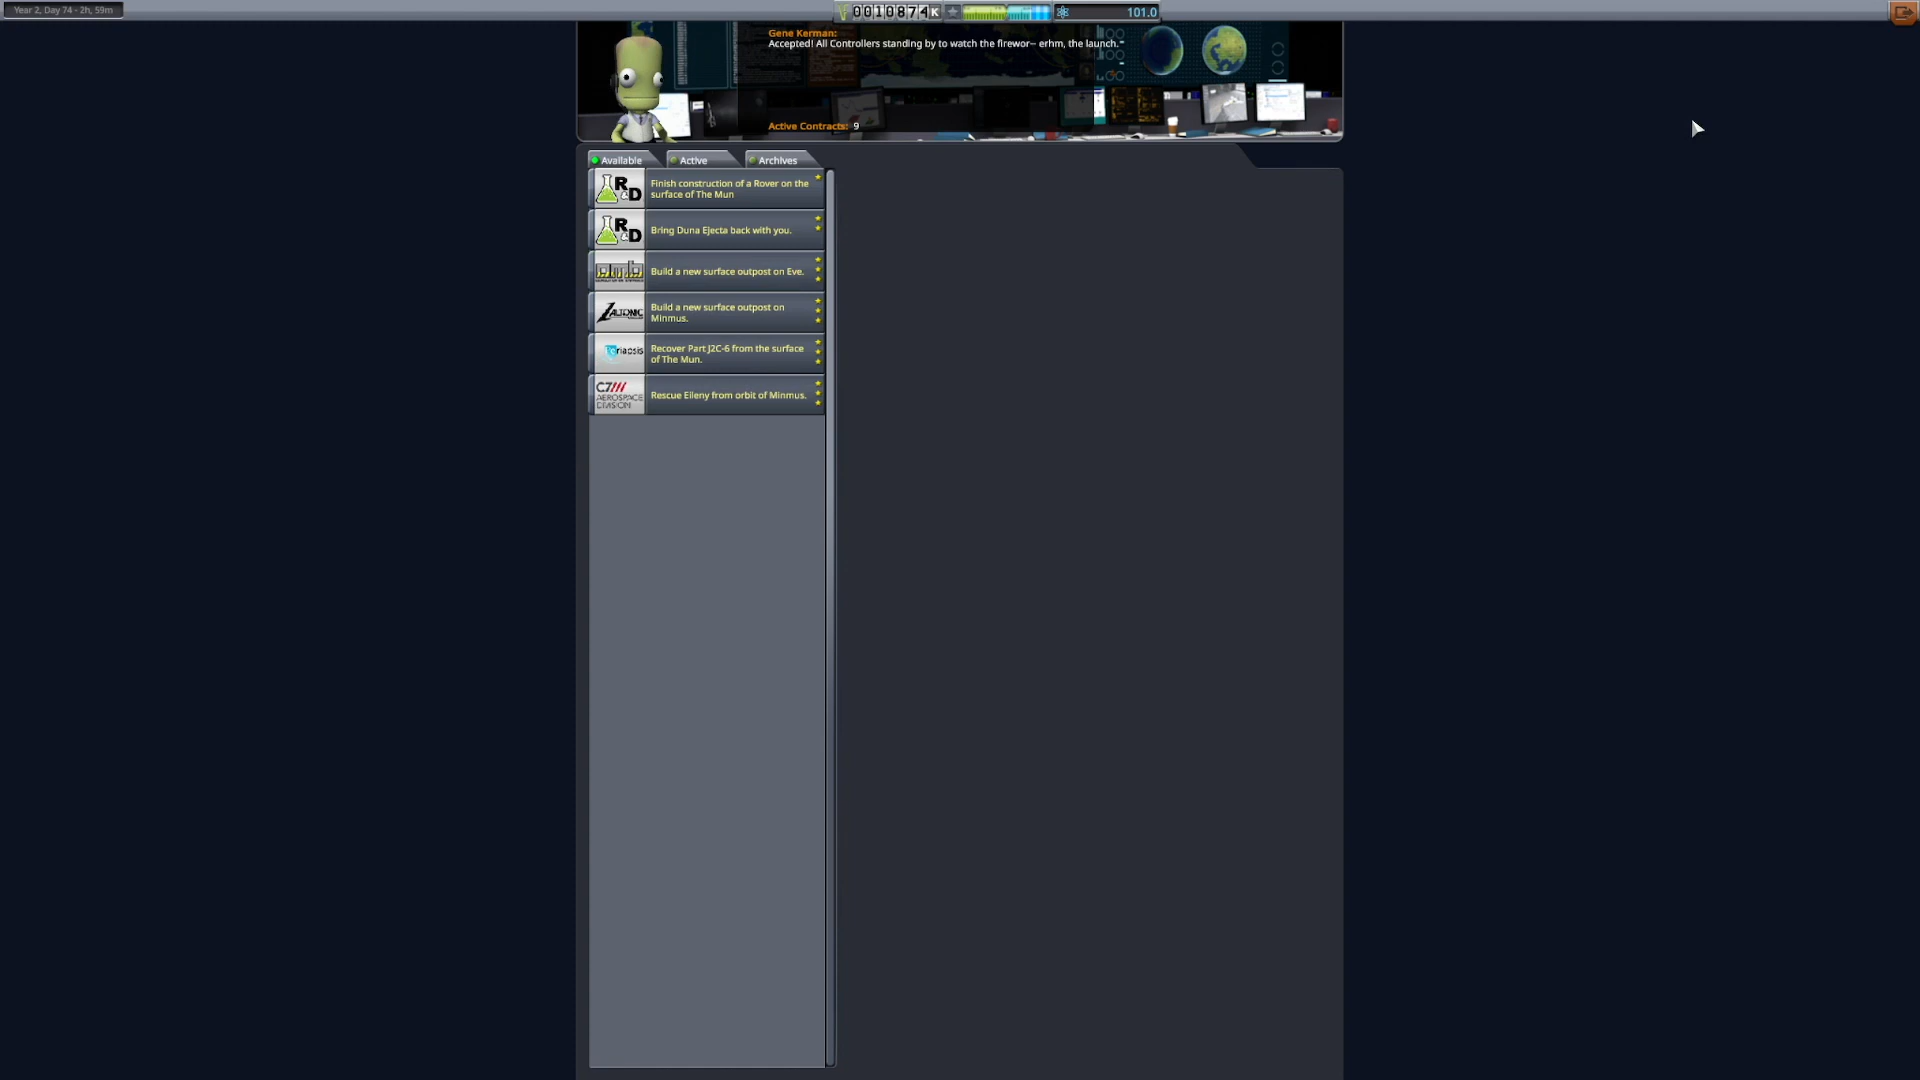 Year 2, Day 74 - 2h, 59m
0010874K
101.0
Gene Kerman:
Accepted! All Controllers standing by to watch the firewor-- erhm, the launch.
Active Contracts: 9
Available
Active
Archives
R&D
Finish construction of a Rover on the
surface of The Mun
R&D
Bring Duna Ejecta back with you.
Build a new surface outpost on Eve.
Build a new surface outpost on
Minmus.
Recover Part J2C-6 from the surface
of The Mun.
C7
AEROSPACE
DIVISION
Rescue Eileny from orbit of Minmus.